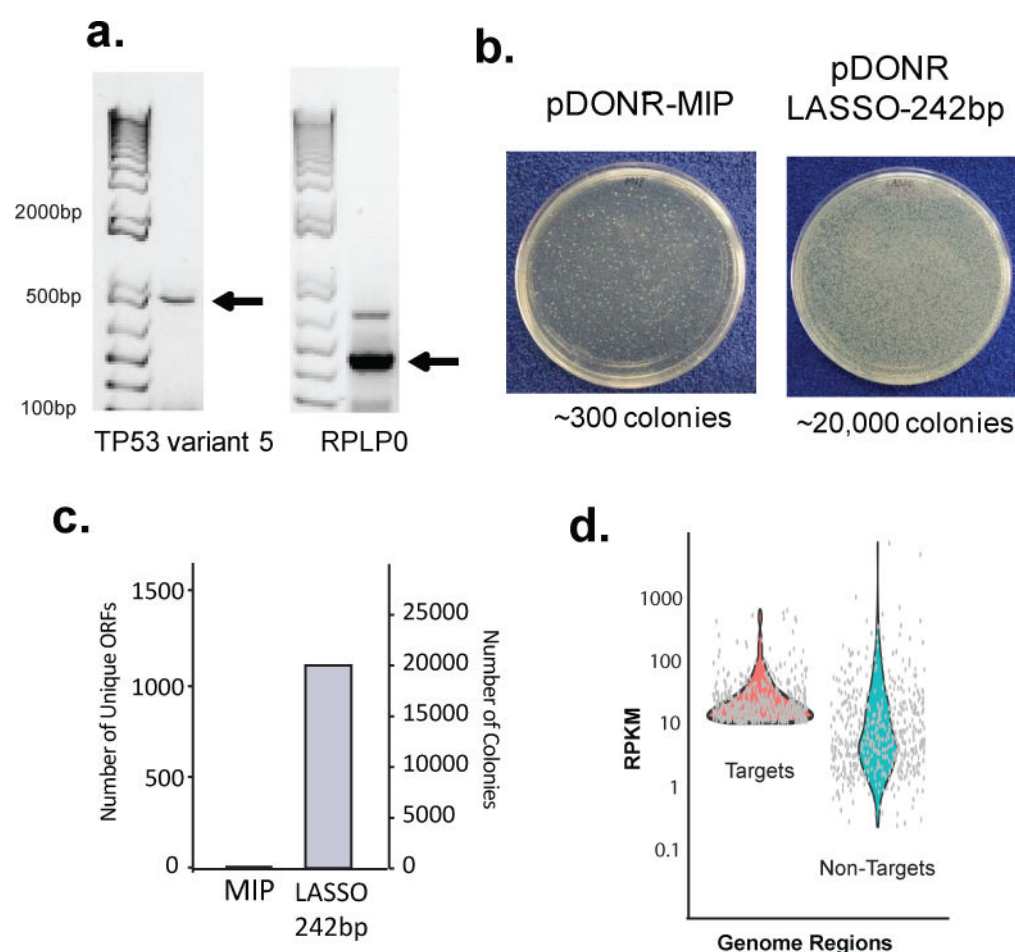 a.
2000bp
500bp
100bp
TP53 variant 5
RPLP0
b.
pDONR-MIP
pDONR
LASSO-242bp
~300 colonies
~20,000 colonies
c.
Number of Unique ORFs
1500
1000
500
0
25000
20000
15000
10000
5000
0
Number of Colonies
MIP
LASSO
242bp
d.
RPKM
1000
100
10
1
0.1
Targets
Non-Targets
Genome Regions